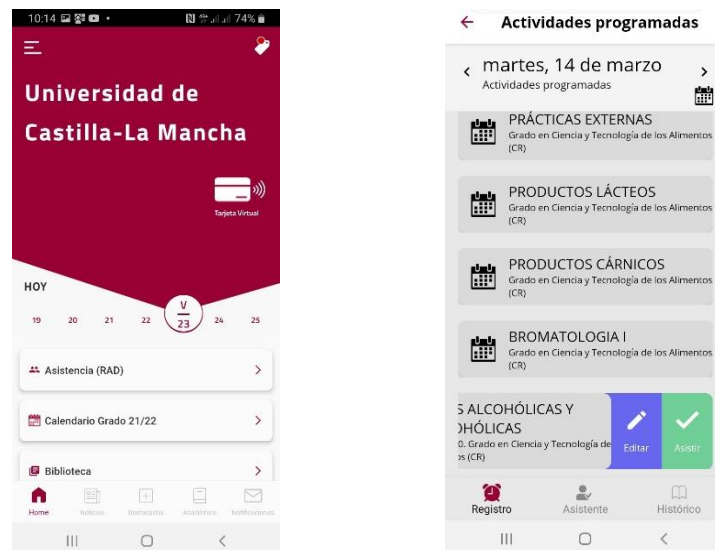 10:14
74%
Universidad de
Castilla-La Mancha
Tarjeta Virtual
HOY
V
19 20 21 22 23 24 25
Asistencia (RAD)
Calendario Grado 21/22
Biblioteca
Home Noticias Destacados Académico Notificaciones
Actividades programadas
martes, 14 de marzo
Actividades programadas
PRÁCTICAS EXTERNAS
Grado en Ciencia y Tecnología de los Alimentos
(CR)
PRODUCTOS LÁCTEOS
Grado en Ciencia y Tecnología de los Alimentos
(CR)
PRODUCTOS CÁRNICOS
Grado en Ciencia y Tecnología de los Alimentos
(CR)
BROMATOLOGIA I
Grado en Ciencia y Tecnología de los Alimentos
(CR)
S ALCOHÓLICAS Y
OHÓLICAS
0. Grado en Ciencia y Tecnología de
os (CR)
Editar Asistir
Registro Asistente Histórico